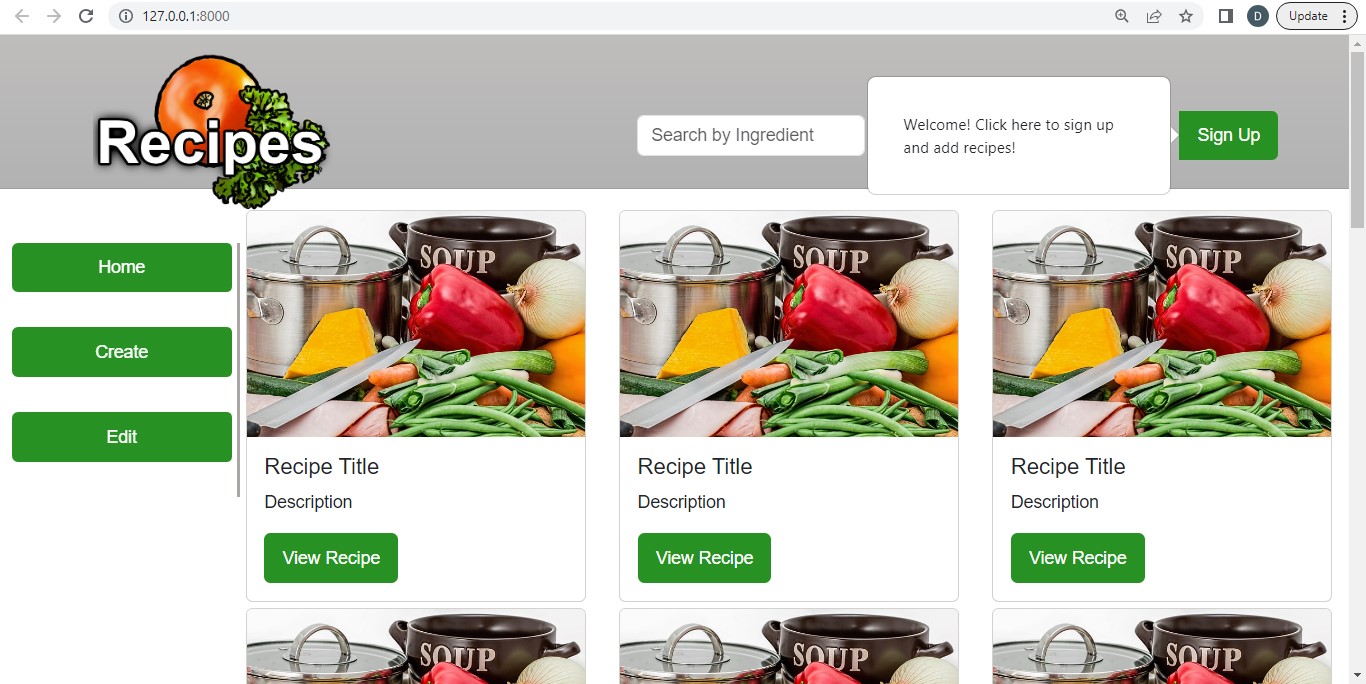 127.0.0.1:8000
D
Update
Recipes
Search by Ingredient
Welcome! Click here to sign up
and add recipes!
Sign Up
Home
Create
Edit
SOUP
SOUP
SOUP
Recipe Title
Recipe Title
Recipe Title
Description
Description
Description
View Recipe
View Recipe
View Recipe
SOUP
SOUP
SOUP